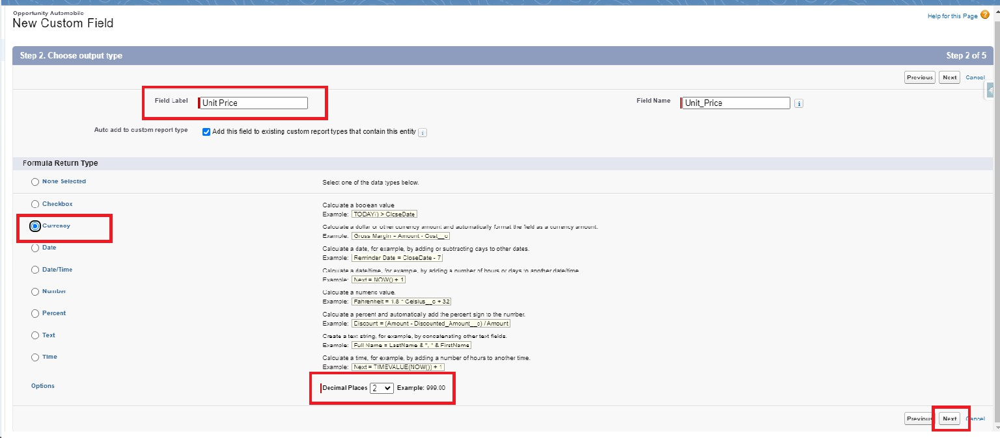 Opportunity Automobile
New Custom Field
Help for this Page ?
Step 2. Choose output type
Step 2 of 5
Previous Next Cancel
Field Label Unit Price
Field Name Unit_Price i
Auto add to custom report type Add this field to existing custom report types that contain this entity i
Formula Return Type
None Selected Select one of the data types below.
Checkbox Calculate a boolean value
Example: TODAY() > CloseDate
Currency Calculate a dollar or other currency amount and automatically format the field as a currency amount.
Example: Gross Margin = Amount - Cost__c
Date Calculate a date, for example, by adding or subtracting days to other dates.
Example: Reminder Date = CloseDate - 7
Date/Time Calculate a date/time, for example, by adding a number of hours or days to another date/time.
Example: Next = NOW() + 1
Number Calculate a numeric value.
Example: Fahrenheit = 1.8 * Celsius__c + 32
Percent Calculate a percent and automatically add the percent sign to the number.
Example: Discount = (Amount - Discounted_Amount__c) / Amount
Text Create a text string, for example, by concatenating other text fields.
Example: Full Name = LastName & ", " & FirstName
Time Calculate a time, for example, by adding a number of hours to another time.
Example: Next = TIMEVALUE(NOW()) + 1
Options Decimal Places 2 Example: 999.00
Previous Next Cancel